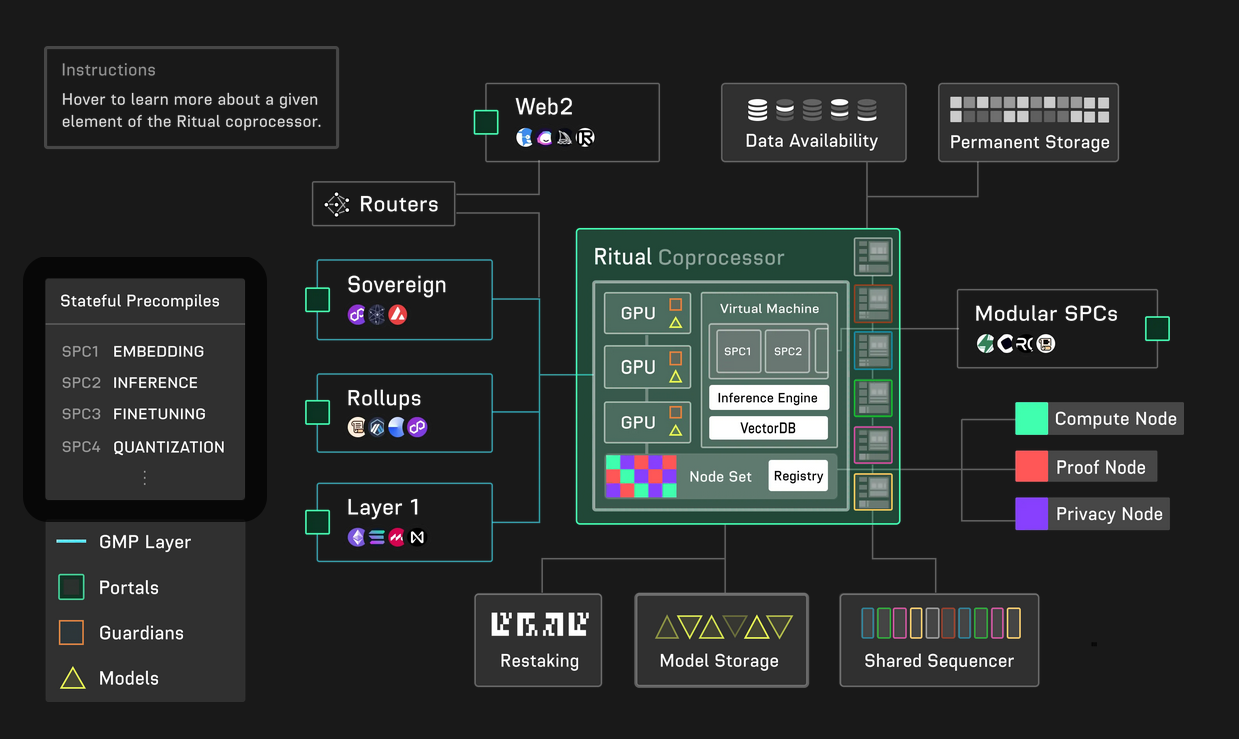 Instructions
Hover to learn more about a given
element of the Ritual coprocessor.
Web2
Data Availability
Permanent Storage
Routers
Ritual Coprocessor
Sovereign
Stateful Precompiles
SPC1 EMBEDDING
SPC2 INFERENCE
SPC3 FINETUNING
SPC4 QUANTIZATION
GPU
GPU
GPU
Virtual Machine
SPC1
SPC2
Inference Engine
VectorDB
Node Set
Registry
Modular SPCs
Rollups
Layer 1
Compute Node
Proof Node
Privacy Node
GMP Layer
Portals
Guardians
Models
Restaking
Model Storage
Shared Sequencer